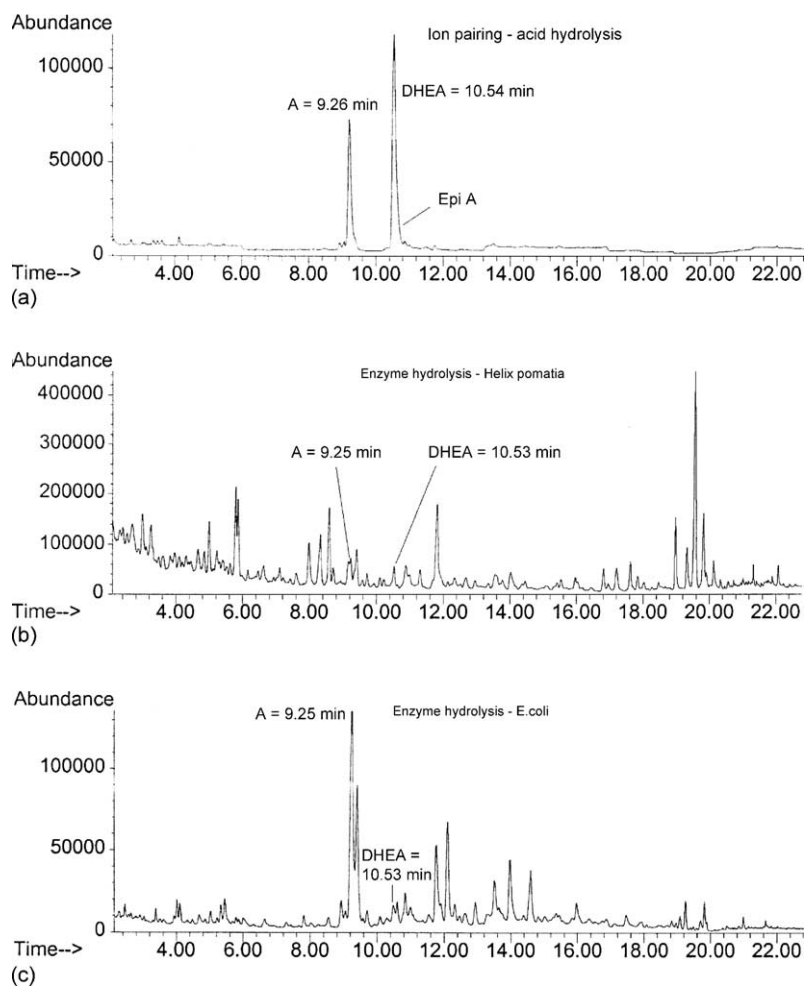 Abundance
Ion pairing - acid hydrolysis
100000
DHEA = 10.54 min
A = 9.26 min
50000
Epi A
0
Time--> 4.00 6.00 8.00 10.00 12.00 14.00 16.00 18.00 20.00 22.00
(a)
Abundance
Enzyme hydrolysis - Helix pomatia
400000
300000
A = 9.25 min DHEA = 10.53 min
200000
100000
0
Time--> 4.00 6.00 8.00 10.00 12.00 14.00 16.00 18.00 20.00 22.00
(b)
Abundance
A = 9.25 min Enzyme hydrolysis - E.coli
100000
50000
DHEA =
10.53 min
0
Time--> 4.00 6.00 8.00 10.00 12.00 14.00 16.00 18.00 20.00 22.00
(c)